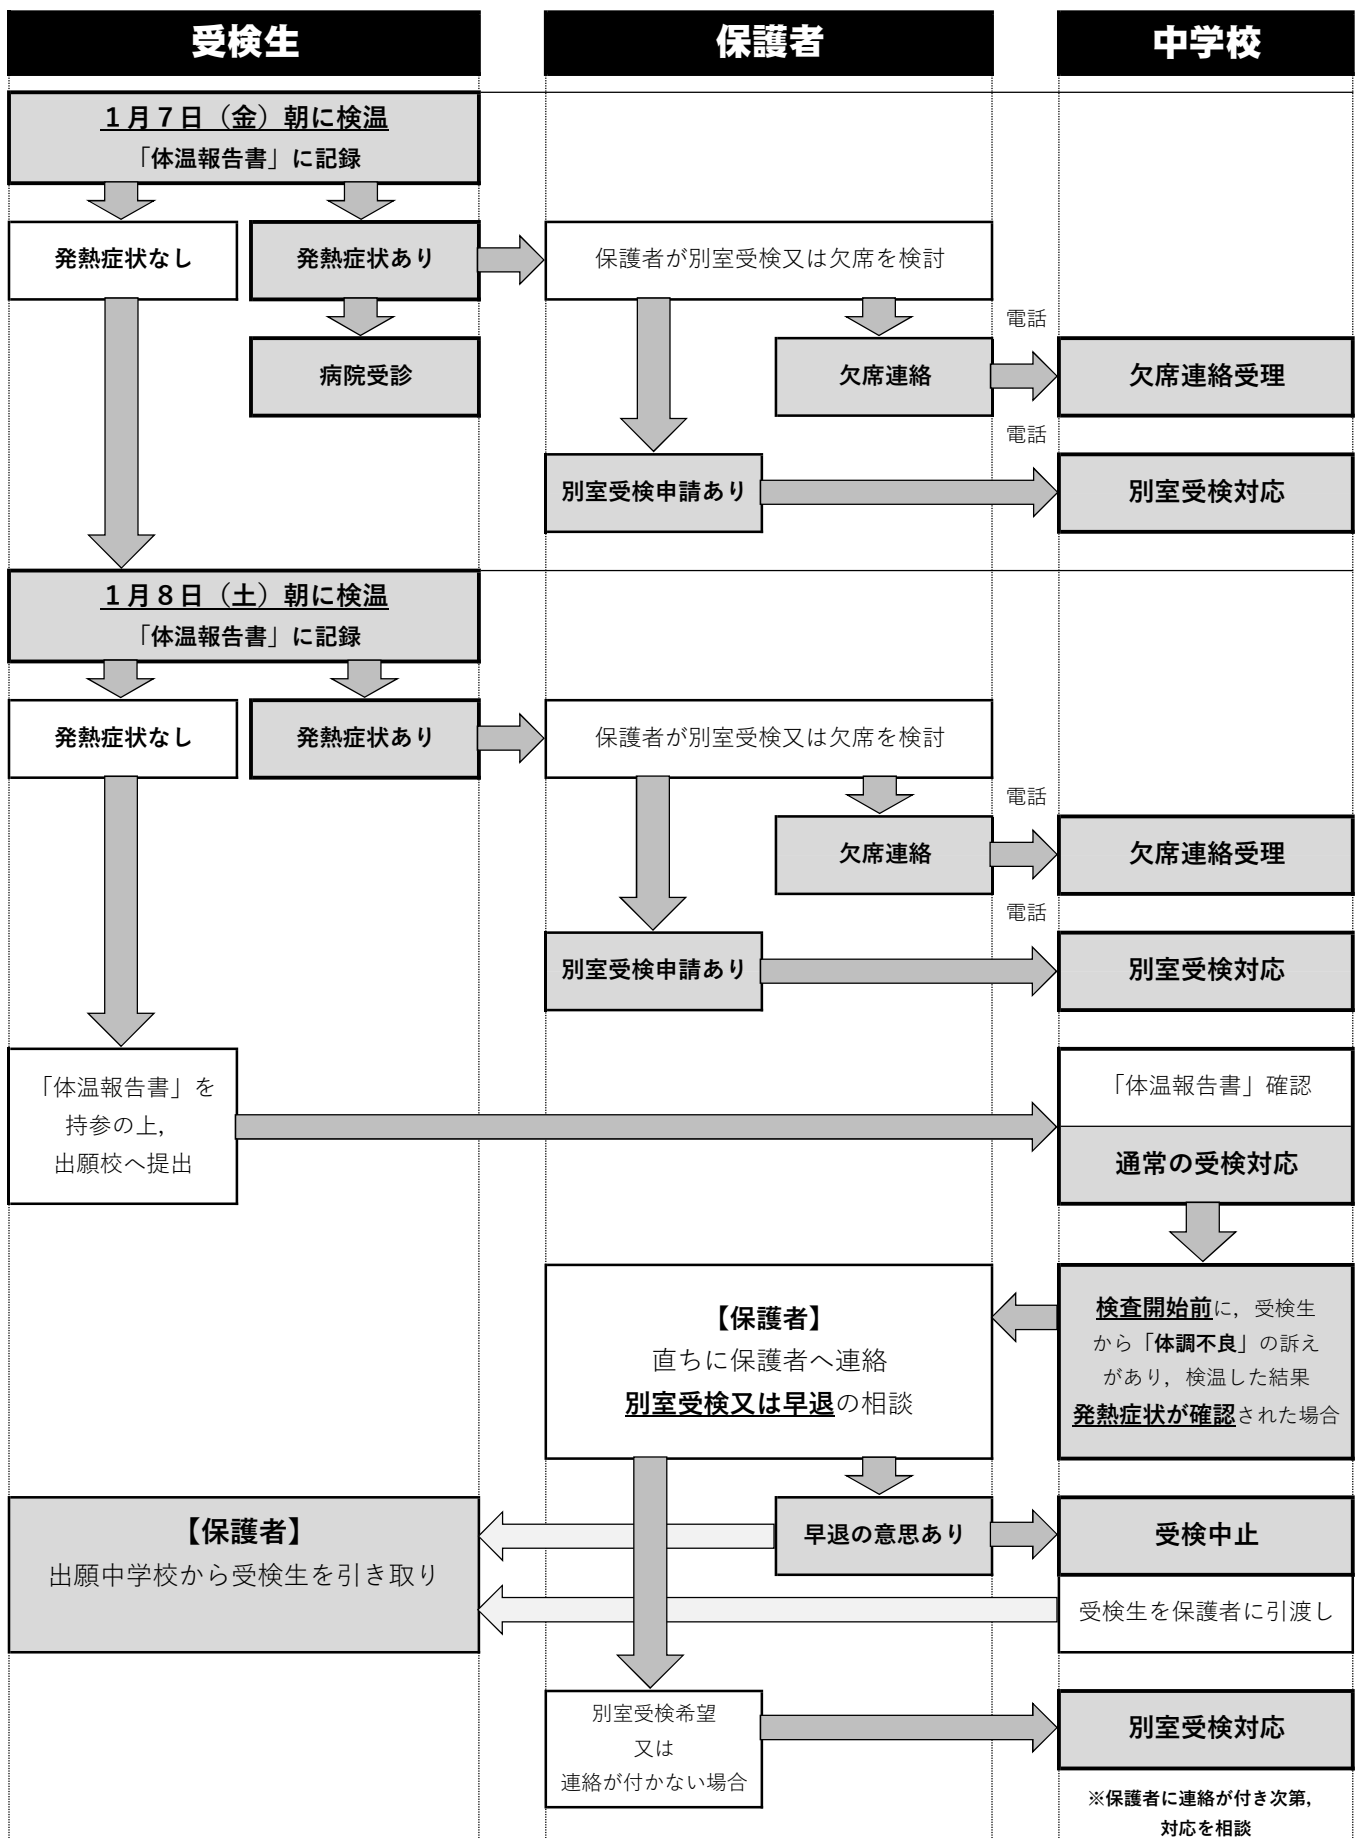 受検生
保護者
中学校
１月７日（金）朝に検温
「体温報告書」に記録
発熱症状なし
発熱症状あり
保護者が別室受検又は欠席を検討
病院受診
欠席連絡
電話
欠席連絡受理
別室受検申請あり
電話
別室受検対応
１月８日（土）朝に検温
「体温報告書」に記録
発熱症状なし
発熱症状あり
保護者が別室受検又は欠席を検討
欠席連絡
電話
欠席連絡受理
別室受検申請あり
電話
別室受検対応
「体温報告書」を
持参の上，
出願校へ提出
「体温報告書」確認
通常の受検対応
検査開始前に，受検生
から「体調不良」の訴え
があり，検温した結果
発熱症状が確認された場合
【保護者】
直ちに保護者へ連絡
別室受検又は早退の相談
【保護者】
出願中学校から受検生を引き取り
早退の意思あり
受検中止
受検生を保護者に引渡し
別室受検希望
又は
連絡が付かない場合
別室受検対応
※保護者に連絡が付き次第，
対応を相談